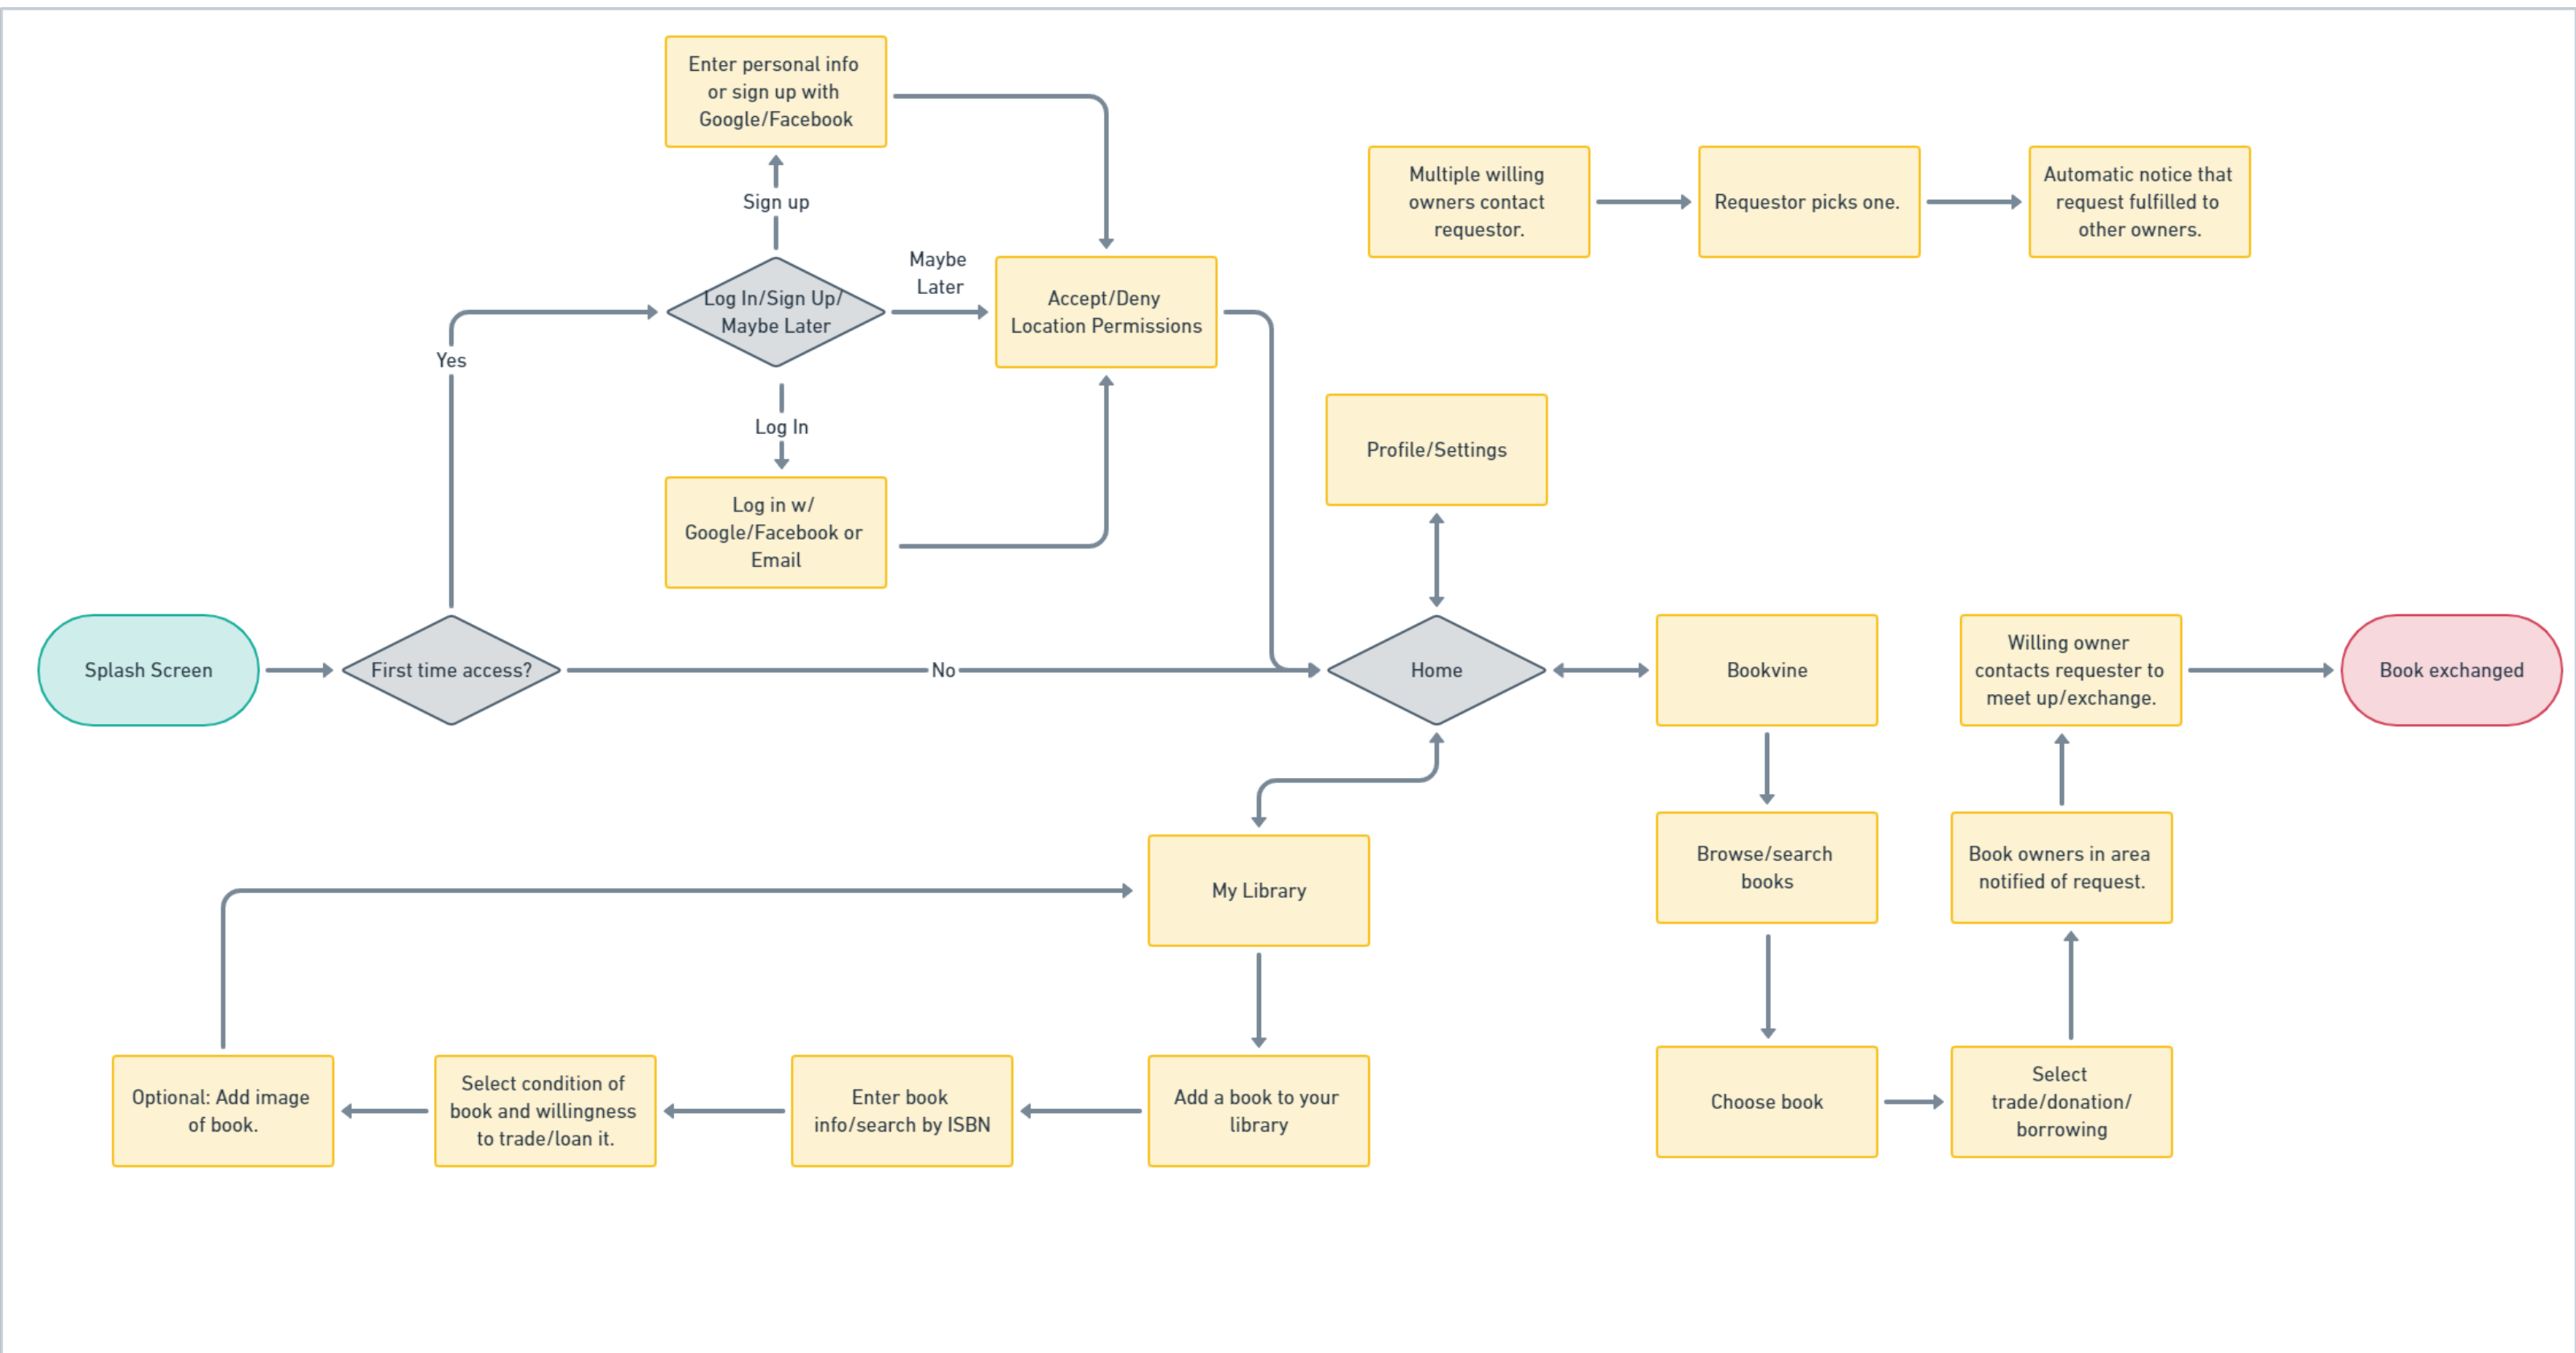 Enter personal info
or sign up with
Google/Facebook
Sign up
Multiple willing
owners contact
requestor.
Requestor picks one.
Automatic notice that
request fulfilled to
other owners.
Log In/Sign Up/
Maybe Later
Maybe
Later
Accept/Deny
Location Permissions
Yes
Log In
Log in w/
Google/Facebook or
Email
Profile/Settings
Splash Screen
First time access?
No
Home
Bookvine
Willing owner
contacts requester to
meet up/exchange.
Book exchanged
My Library
Browse/search
books
Book owners in area
notified of request.
Optional: Add image
of book.
Select condition of
book and willingness
to trade/loan it.
Enter book
info/search by ISBN
Add a book to your
library
Choose book
Select
trade/donation/
borrowing